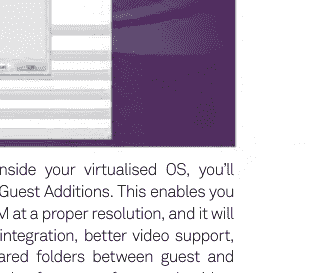 nside your virtualised OS, you'll
Guest Additions. This enables you
M at a proper resolution, and it will
integration, better video support,
ared folders between guest and